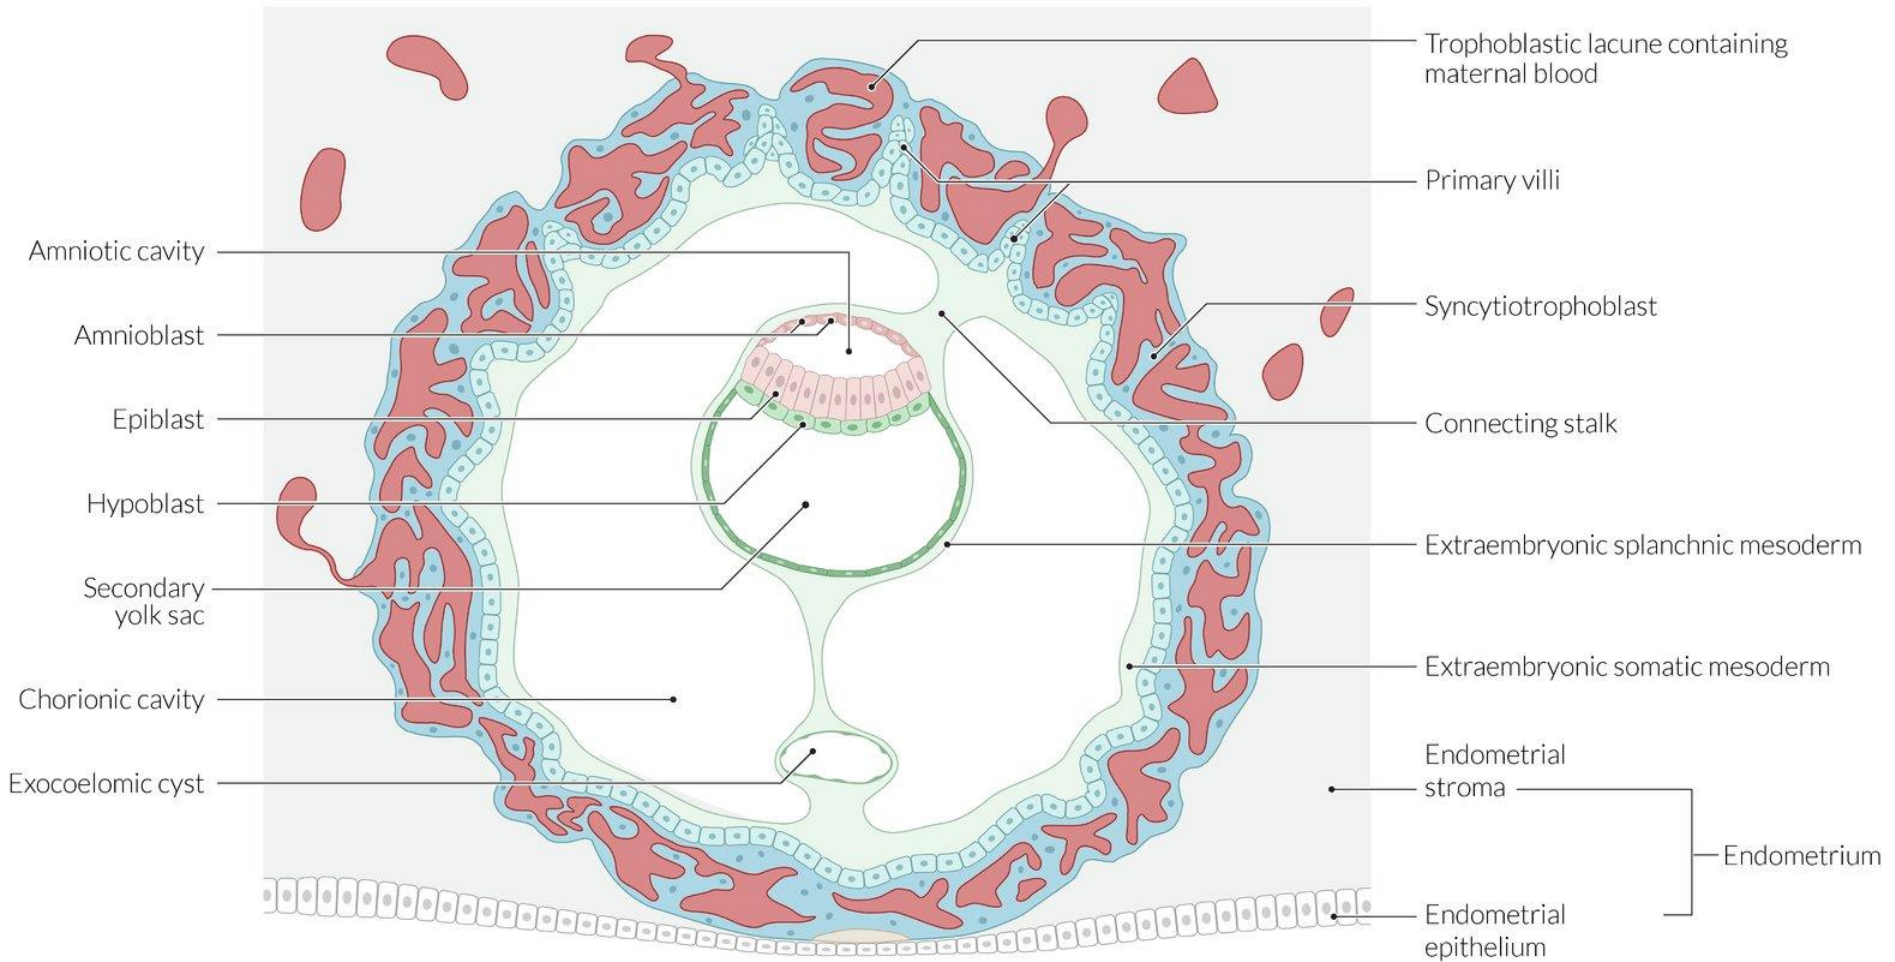 Amniotic cavity
Amnioblast
Epiblast
Hypoblast
Secondary
yolk sac
Chorionic cavity
Exocoelomic cyst
Trophoblastic lacune containing
maternal blood
Primary villi
Syncytiotrophoblast
Connecting stalk
Extraembryonic splanchnic mesoderm
Extraembryonic somatic mesoderm
Endometrial
stroma
Endometrium
Endometrial
epithelium